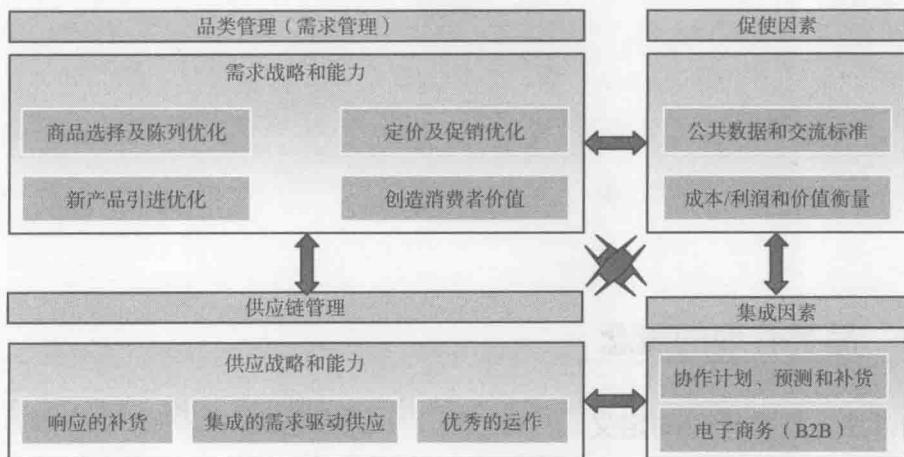 品类管理（需求管理）
需求战略和能力
商品选择及陈列优化
定价及促销优化
新产品引进优化
创造消费者价值
促使因素
公共数据和交流标准
成本/利润和价值衡量
供应链管理
供应战略和能力
响应的补货
集成的需求驱动供应
优秀的运作
集成因素
协作计划、预测和补货
电子商务（B2B）